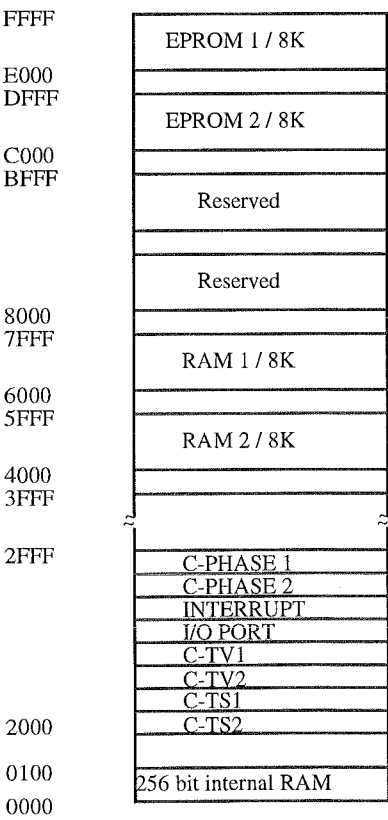 FFFF
EPROM 1 / 8K
E000
DFFF
EPROM 2 / 8K
C000
BFFF
Reserved
Reserved
8000
7FFF
RAM 1 / 8K
6000
5FFF
RAM 2 / 8K
4000
3FFF
≈ ≈
2FFF
C-PHASE 1
C-PHASE 2
INTERRUPT
I/O PORT
C-TV1
C-TV2
C-TS1
2000 C-TS2
0100
256 bit internal RAM
0000